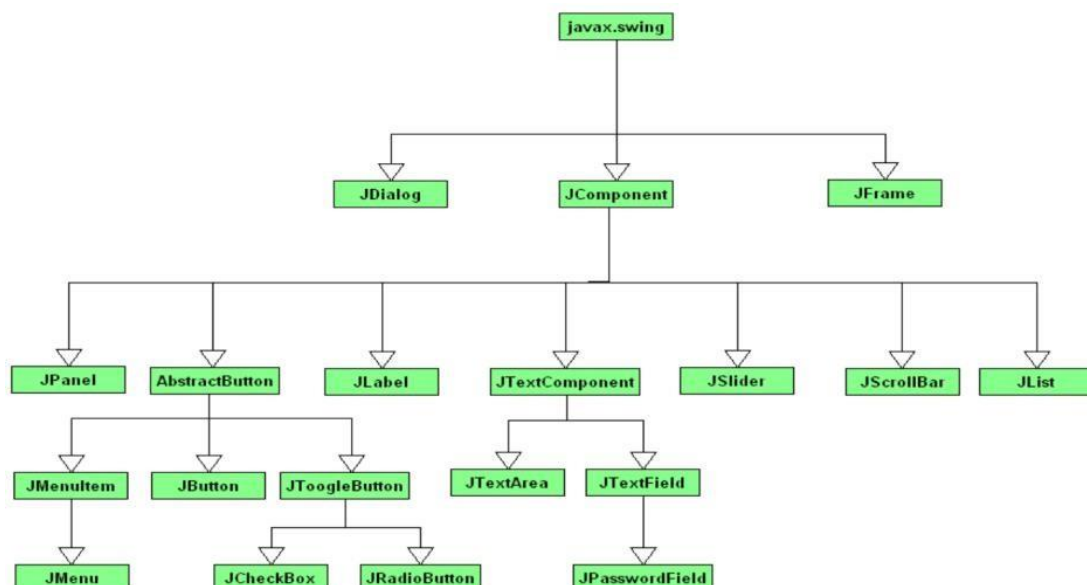 javax.swing
JDialog
JComponent
JFrame
JPanel
AbstractButton
JLabel
JTextComponent
JSlider
JScrollBar
JList
JMenuItem
JButton
JToogleButton
JTextArea
JTextField
JMenu
JCheckBox
JRadioButton
JPasswordField